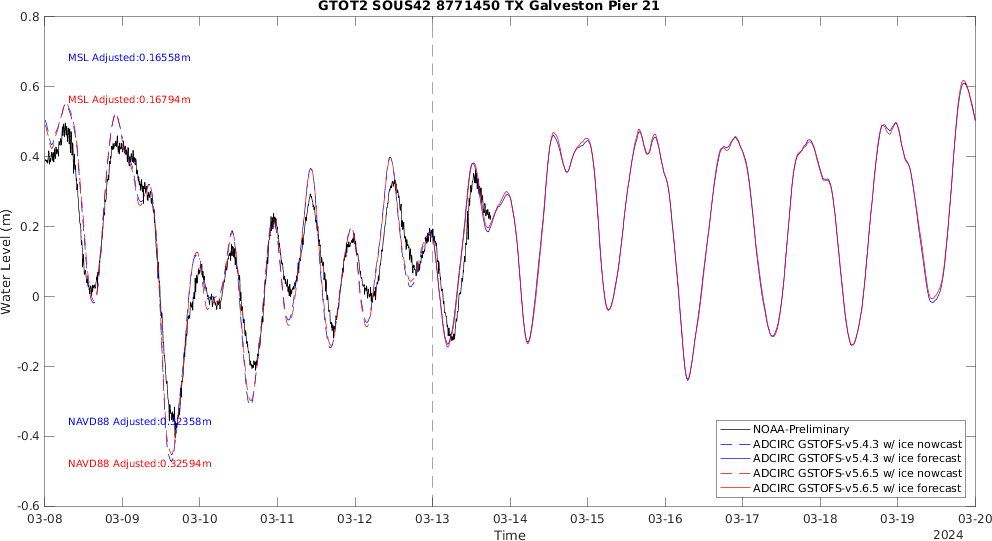 GTOT2 SOUS42 8771450 TX Galveston Pier 21
0.8
0.6
0.4
0.2
0
-0.2
-0.4
-0.6
Water Level (m)
MSL Adjusted:0.16558m
MSL Adjusted:0.16794m
NAVD88 Adjusted:0.32358m
NAVD88 Adjusted:0.32594m
NOAA-Preliminary
ADCIRC GSTOFS-v5.4.3 w/ ice nowcast
ADCIRC GSTOFS-v5.4.3 w/ ice forecast
ADCIRC GSTOFS-v5.6.5 w/ ice nowcast
ADCIRC GSTOFS-v5.6.5 w/ ice forecast
03-08 03-09 03-10 03-11 03-12 03-13 03-14 03-15 03-16 03-17 03-18 03-19 03-20
Time
2024